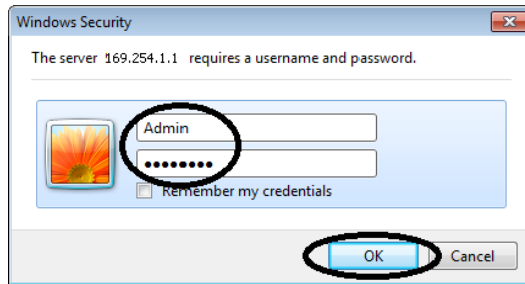 Windows Security
The server 169.254.1.1 requires a username and password.
Admin
••••••••
Remember my credentials
OK
Cancel